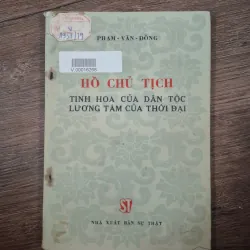 PHẠM-VĂN-ĐỒNG
HỒ CHỦ TỊCH
TINH HOA CỦA DÂN TỘC
LƯƠNG TÂM CỦA THỜI ĐẠI
ST
NHÀ XUẤT BẢN SỰ THẬT